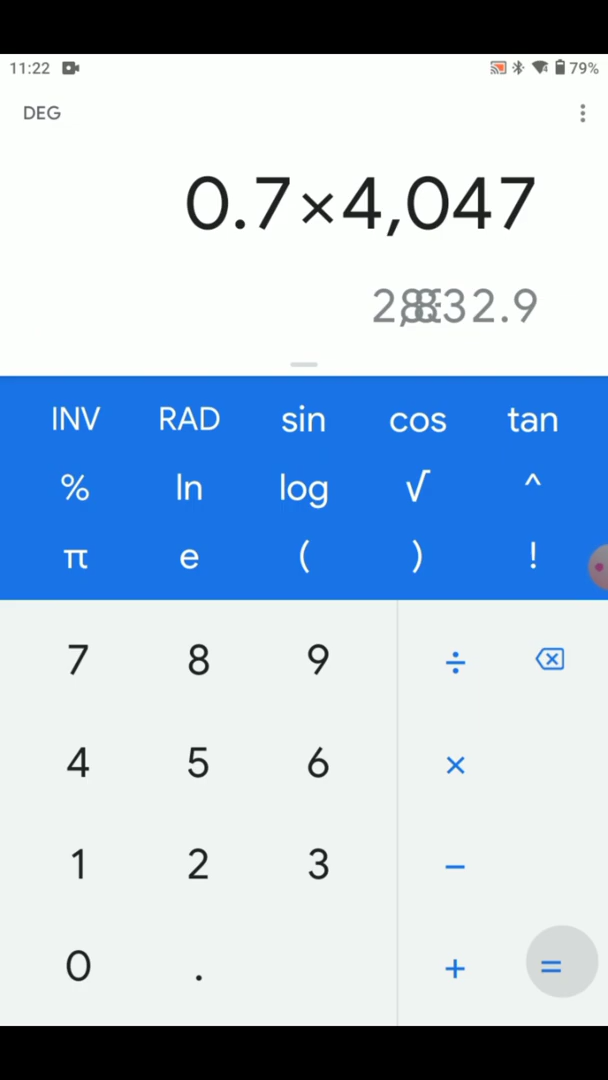 11:22 79%
DEG
0.7×4,047
INV RAD sin cos tan
% ln log √ ^
π e ( ) !
7 8 9 ÷
4 5 6 ×
1 2 3 −
0 . + =